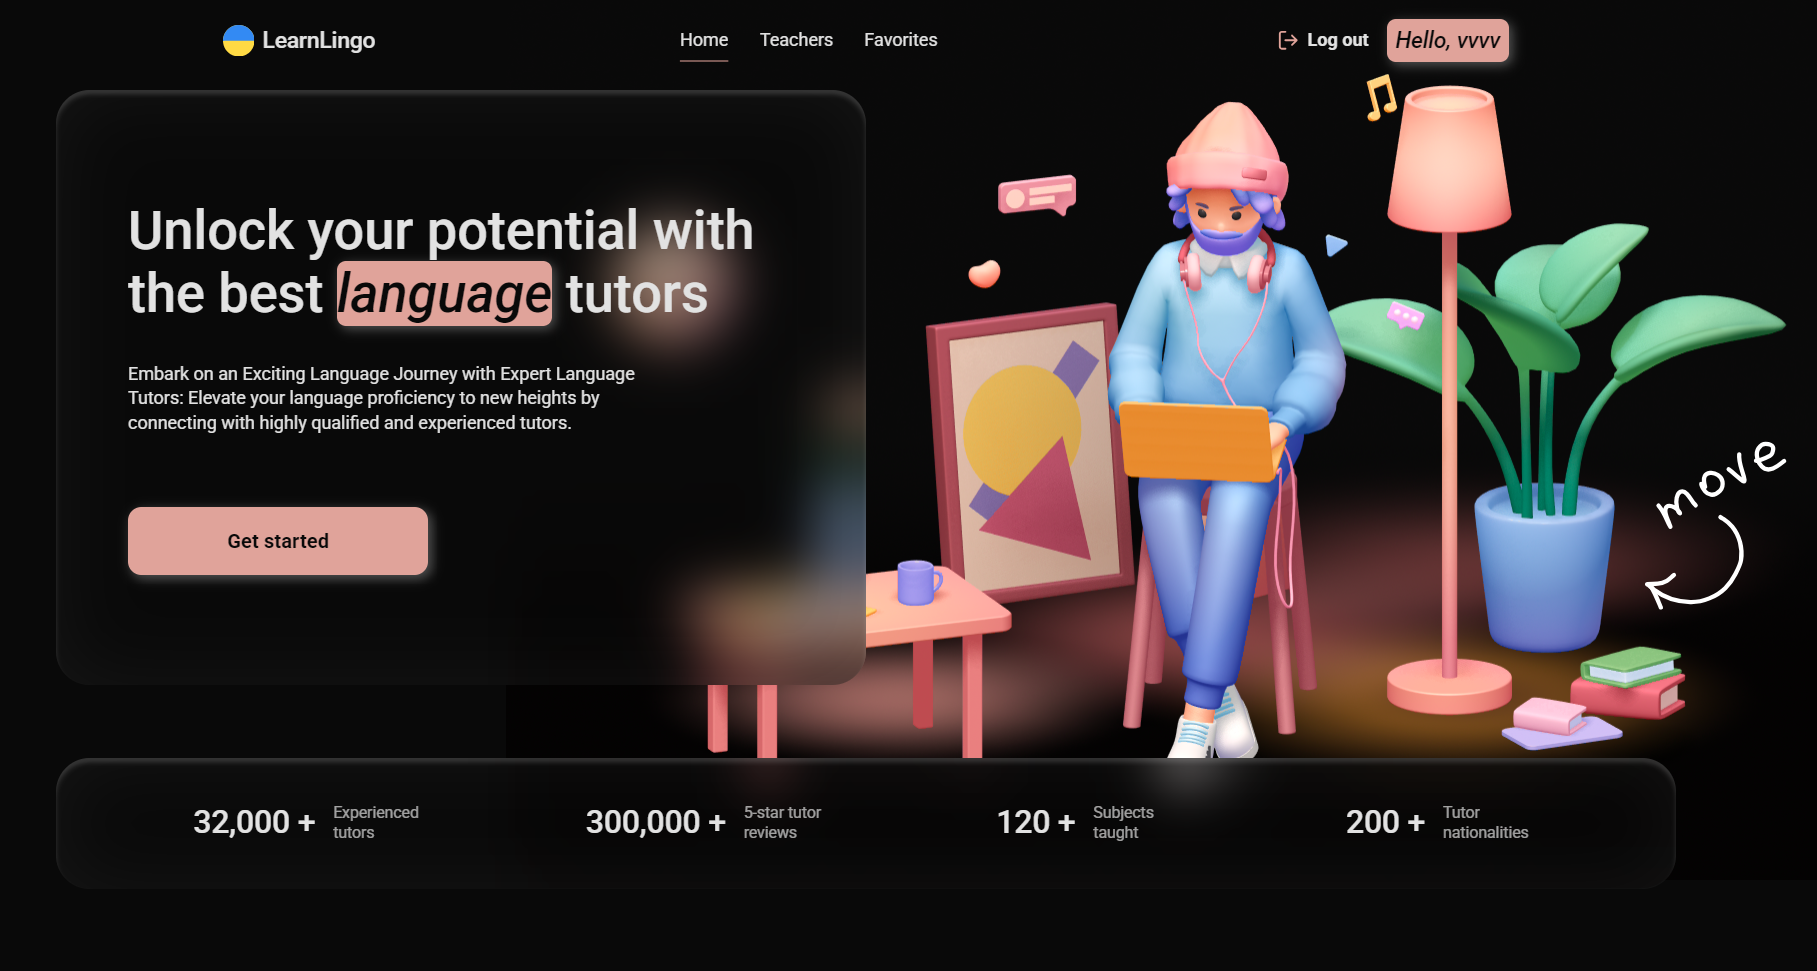 LearnLingo
Home
Teachers
Favorites
Log out
Hello, vvvv
Unlock your potential with
the best language tutors
Embark on an Exciting Language Journey with Expert Language
Tutors: Elevate your language proficiency to new heights by
connecting with highly qualified and experienced tutors.
Get started
move
32,000 +
Experienced
tutors
300,000 +
5-star tutor
reviews
120 +
Subjects
taught
200 +
Tutor
nationalities